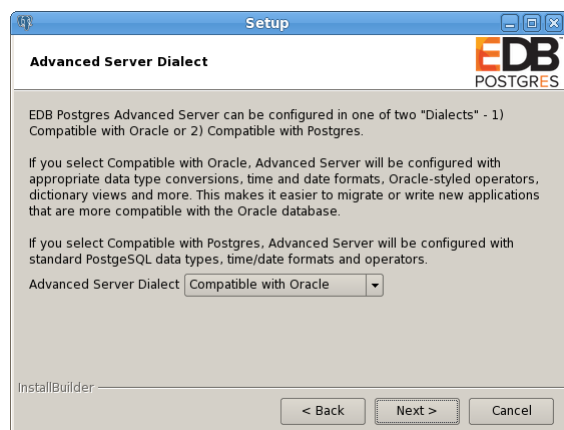 Setup
Advanced Server Dialect
EDB
POSTGRES
EDB Postgres Advanced Server can be configured in one of two "Dialects" - 1)
Compatible with Oracle or 2) Compatible with Postgres.
If you select Compatible with Oracle, Advanced Server will be configured with
appropriate data type conversions, time and date formats, Oracle-styled operators,
dictionary views and more. This makes it easier to migrate or write new applications
that are more compatible with the Oracle database.
If you select Compatible with Postgres, Advanced Server will be configured with
standard PostgeSQL data types, time/date formats and operators.
Advanced Server Dialect Compatible with Oracle
InstallBuilder
< Back Next > Cancel